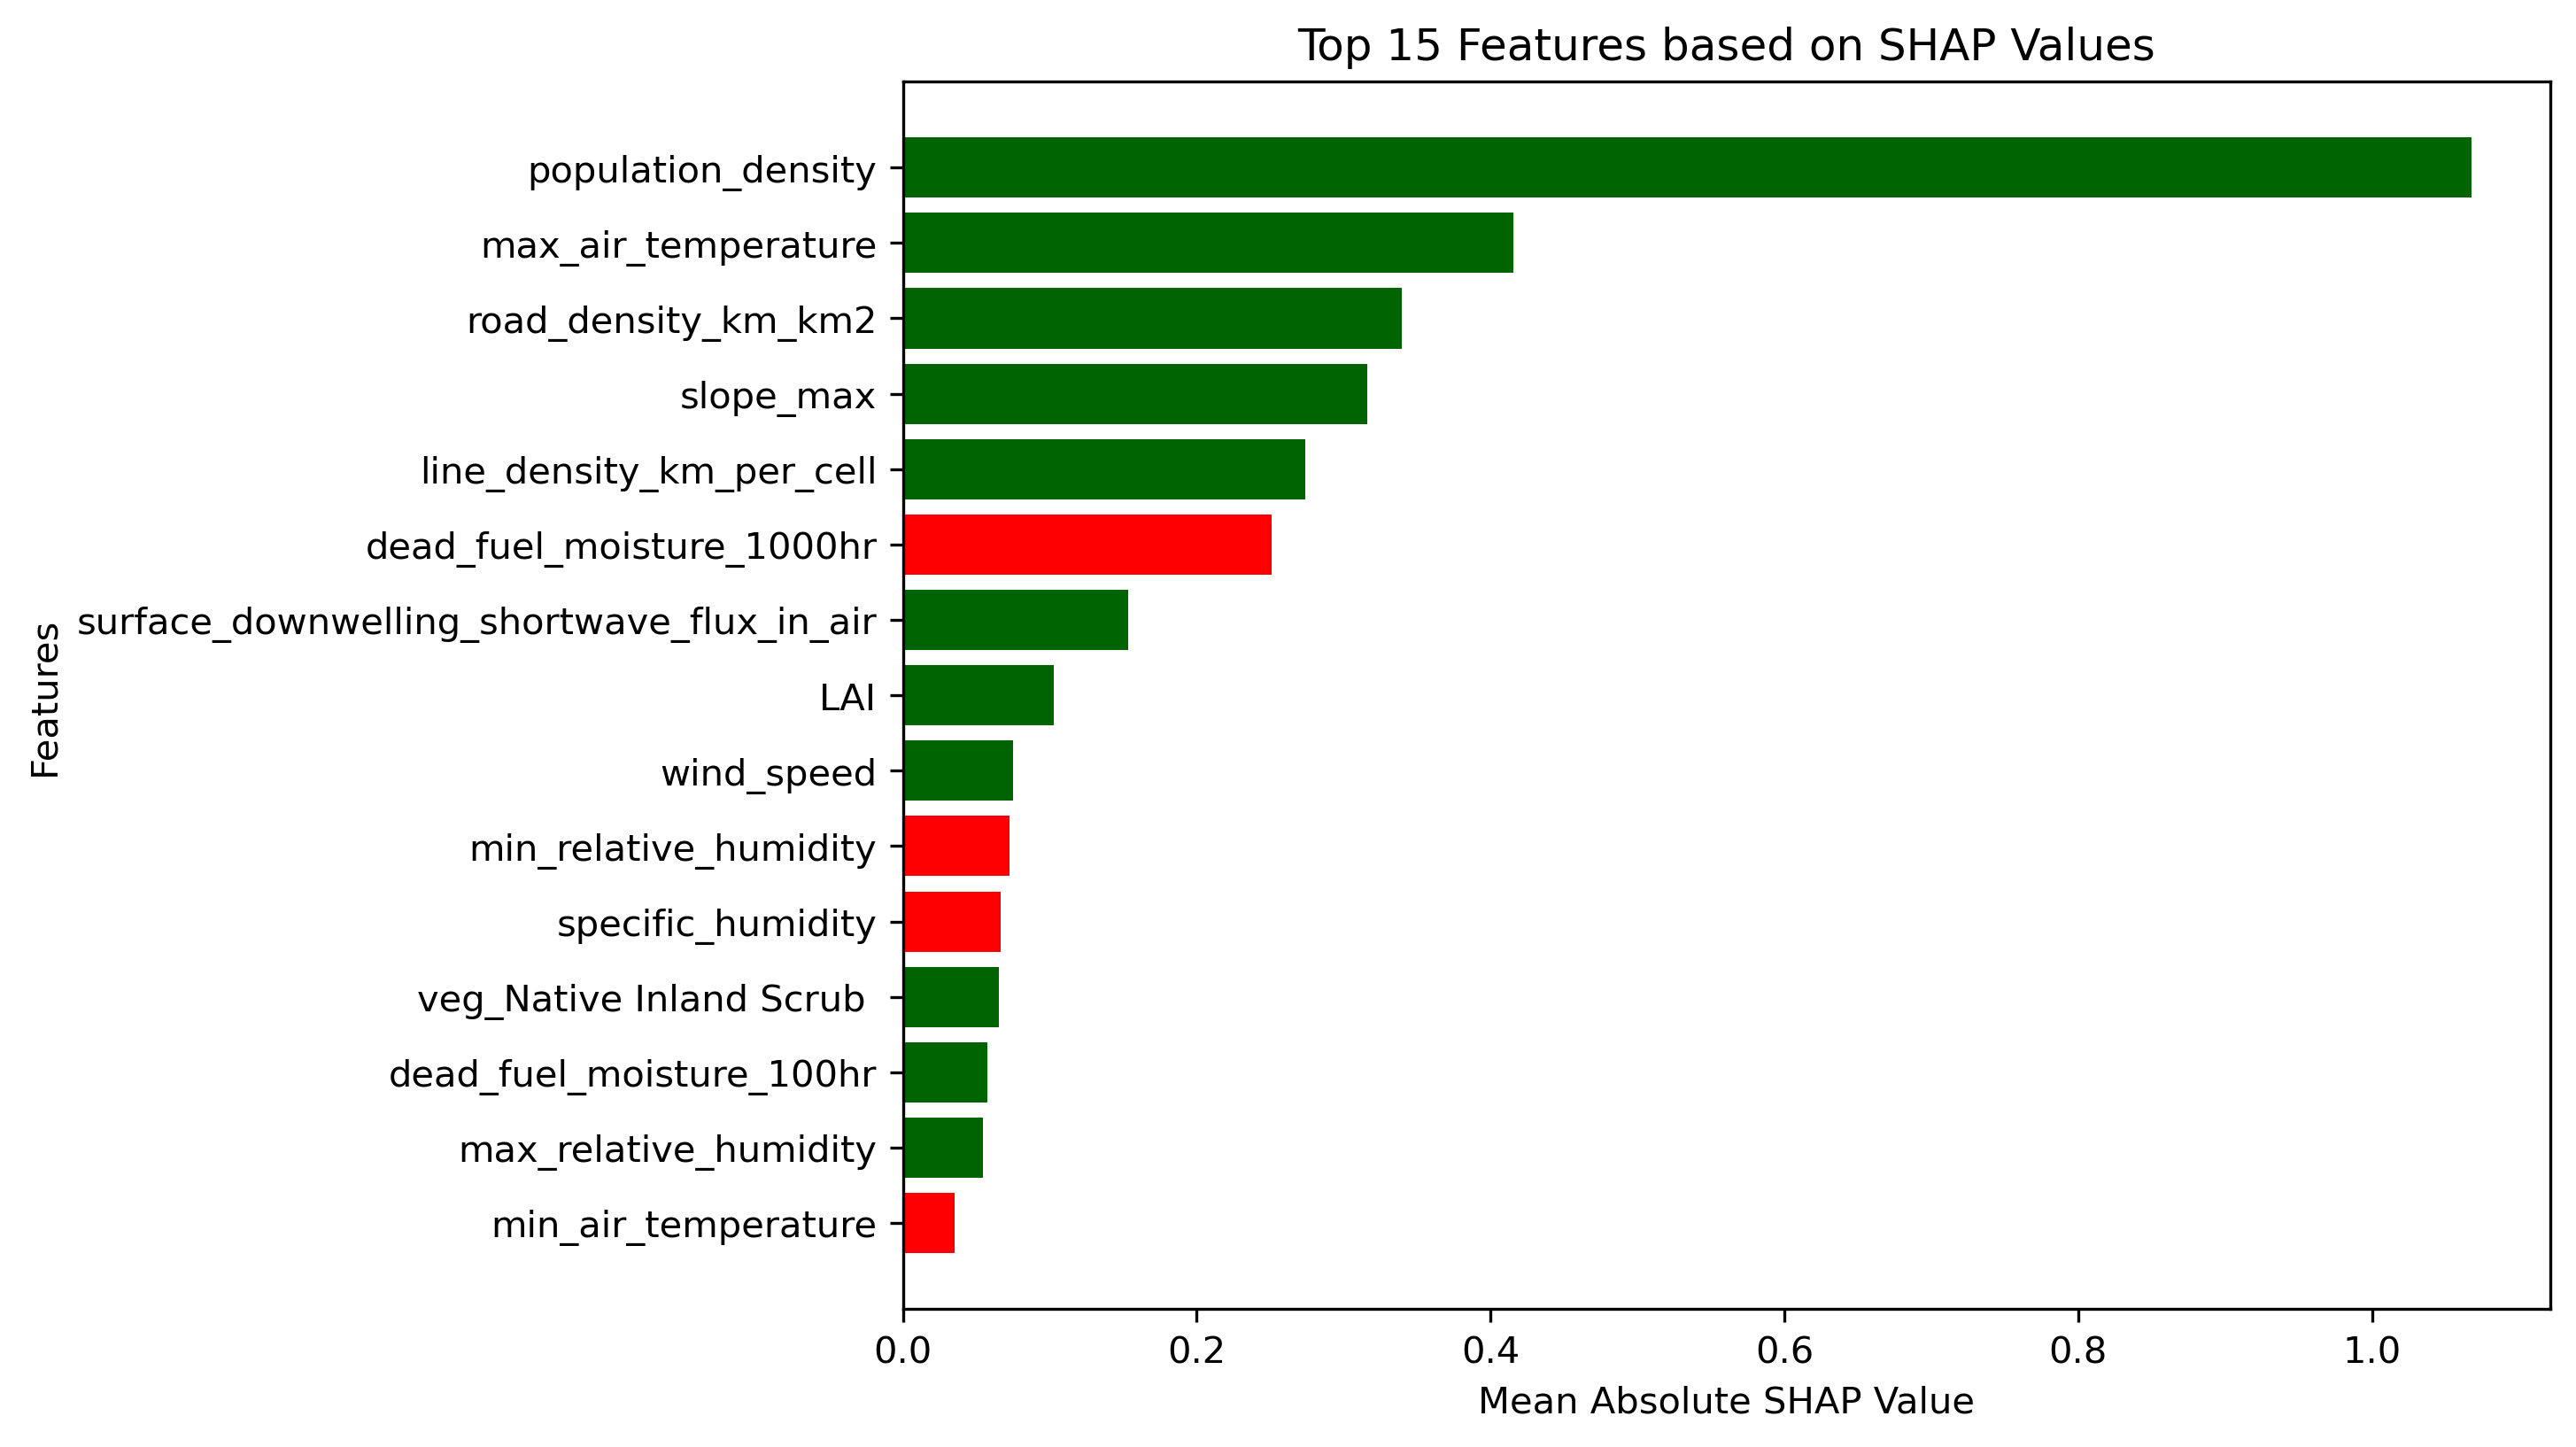 Top 15 Features based on SHAP Values
population_density
max_air_temperature
road_density_km_km2
slope_max
line_density_km_per_cell
dead_fuel_moisture_1000hr
surface_downwelling_shortwave_flux_in_air
LAI
wind_speed
min_relative_humidity
specific_humidity
veg_Native Inland Scrub
dead_fuel_moisture_100hr
max_relative_humidity
min_air_temperature
Features
0.0 0.2 0.4 0.6 0.8 1.0
Mean Absolute SHAP Value